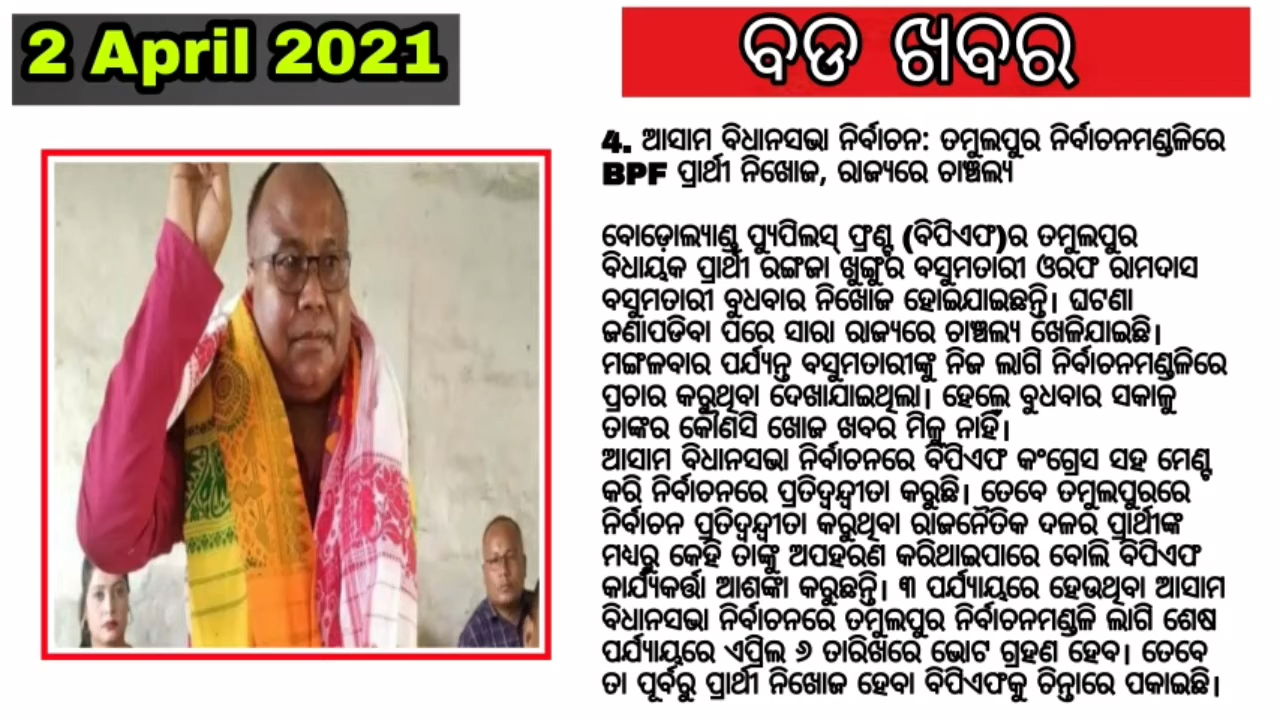 2 April 2021
ବଡ ଖବର
4. ଆସାମ ବିଧାନସଭା ନିର୍ବାଚନ: ତମୁଲପୁର ନିର୍ବାଚନମଣ୍ଡଳିରେ
BPF ପ୍ରାର୍ଥୀ ନିଖୋଜ, ରାଜ୍ୟରେ ଚାଞ୍ଚଲ୍ୟ
ବୋଡ଼ୋଲ୍ୟାଣ୍ଡ ପ୍ୟୁପିଲସ୍ ଫ୍ରଣ୍ଟ (ବିପିଏଫ)ର ତମୁଲପୁର
ବିଧାୟକ ପ୍ରାର୍ଥୀ ରଙ୍ଗଜା ଖୁଙ୍ଗୁର ବସୁମତାରୀ ଓରଫ ରାମଦାସ
ବସୁମତାରୀ ବୁଧବାର ନିଖୋଜ ହୋଇଯାଇଛନ୍ତି। ଘଟଣା
ଜଣାପଡିବା ପରେ ସାରା ରାଜ୍ୟରେ ଚାଞ୍ଚଲ୍ୟ ଖେଳିଯାଇଛି।
ମଙ୍ଗଳବାର ପର୍ଯ୍ୟନ୍ତ ବସୁମତାରୀଙ୍କୁ ନିଜ ଲାଗି ନିର୍ବାଚନମଣ୍ଡଳିରେ
ପ୍ରଚାର କରୁଥିବା ଦେଖାଯାଇଥିଲା। ହେଲେ ବୁଧବାର ସକାଳୁ
ତାଙ୍କର କୌଣସି ଖୋଜ ଖବର ମିଳୁ ନାହିଁ।
ଆସାମ ବିଧାନସଭା ନିର୍ବାଚନରେ ବିପିଏଫ କଂଗ୍ରେସ ସହ ମେଣ୍ଟ
କରି ନିର୍ବାଚନରେ ପ୍ରତିଦ୍ୱନ୍ଦ୍ୱୀତା କରୁଛି। ତେବେ ତମୁଲପୁରରେ
ନିର୍ବାଚନ ପ୍ରତିଦ୍ୱନ୍ଦ୍ୱୀତା କରୁଥିବା ରାଜନୈତିକ ଦଳର ପ୍ରାର୍ଥୀଙ୍କ
ମଧ୍ୟରୁ କେହି ତାଙ୍କୁ ଅପହରଣ କରିଥାଇପାରେ ବୋଲି ବିପିଏଫ
କାର୍ଯ୍ୟକର୍ତ୍ତା ଆଶଙ୍କା କରୁଛନ୍ତି। ୩ ପର୍ଯ୍ୟାୟରେ ହେଉଥିବା ଆସାମ
ବିଧାନସଭା ନିର୍ବାଚନରେ ତମୁଲପୁର ନିର୍ବାଚନମଣ୍ଡଳି ଲାଗି ଶେଷ
ପର୍ଯ୍ୟାୟରେ ଏପ୍ରିଲ ୬ ତାରିଖରେ ଭୋଟ ଗ୍ରହଣ ହେବ। ତେବେ
ତା ପୂର୍ବରୁ ପ୍ରାର୍ଥୀ ନିଖୋଜ ହେବା ବିପିଏଫକୁ ଚିନ୍ତାରେ ପକାଇଛି।